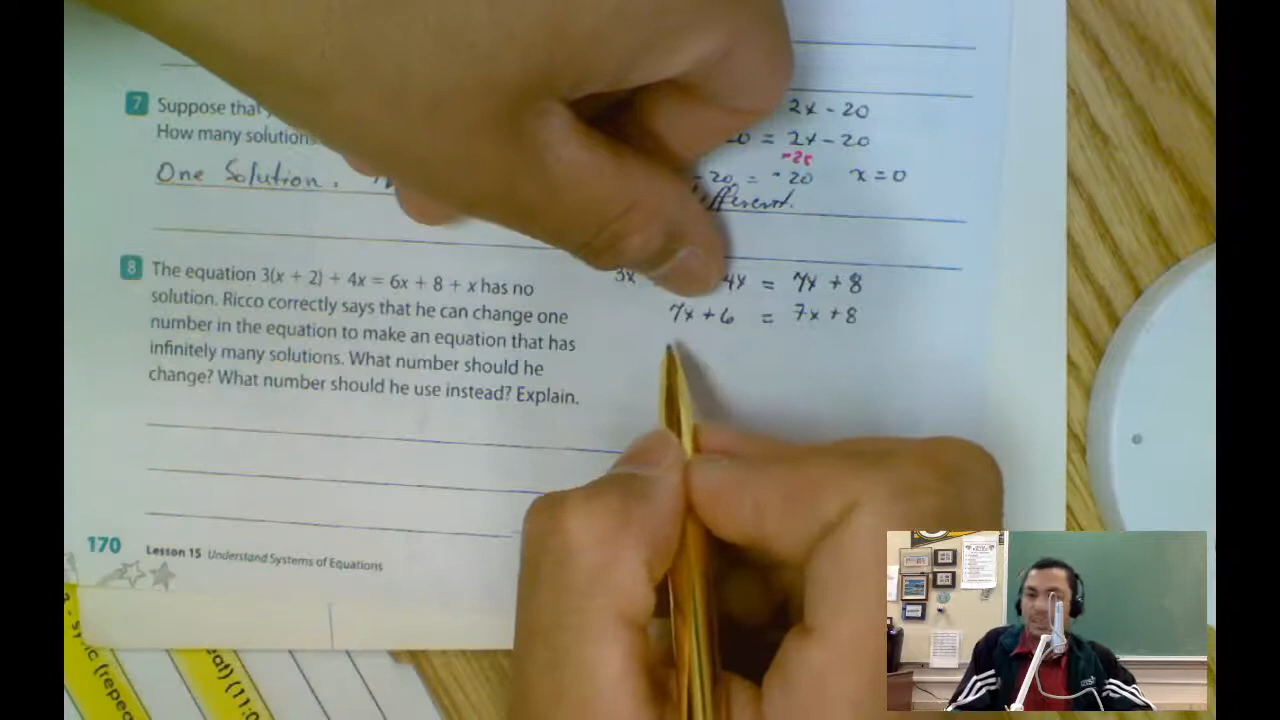 7 Suppose that 2x - 20
How many solutions = 2x - 20
-2x
One Solution. - 20 = - 20 x = 0
different.
8 The equation 3(x + 2) + 4x = 6x + 8 + x has no 3x 4x = 7x + 8
solution. Ricco correctly says that he can change one 7x + 6 = 7x + 8
number in the equation to make an equation that has
infinitely many solutions. What number should he
change? What number should he use instead? Explain.
170 Lesson 15 Understand Systems of Equations